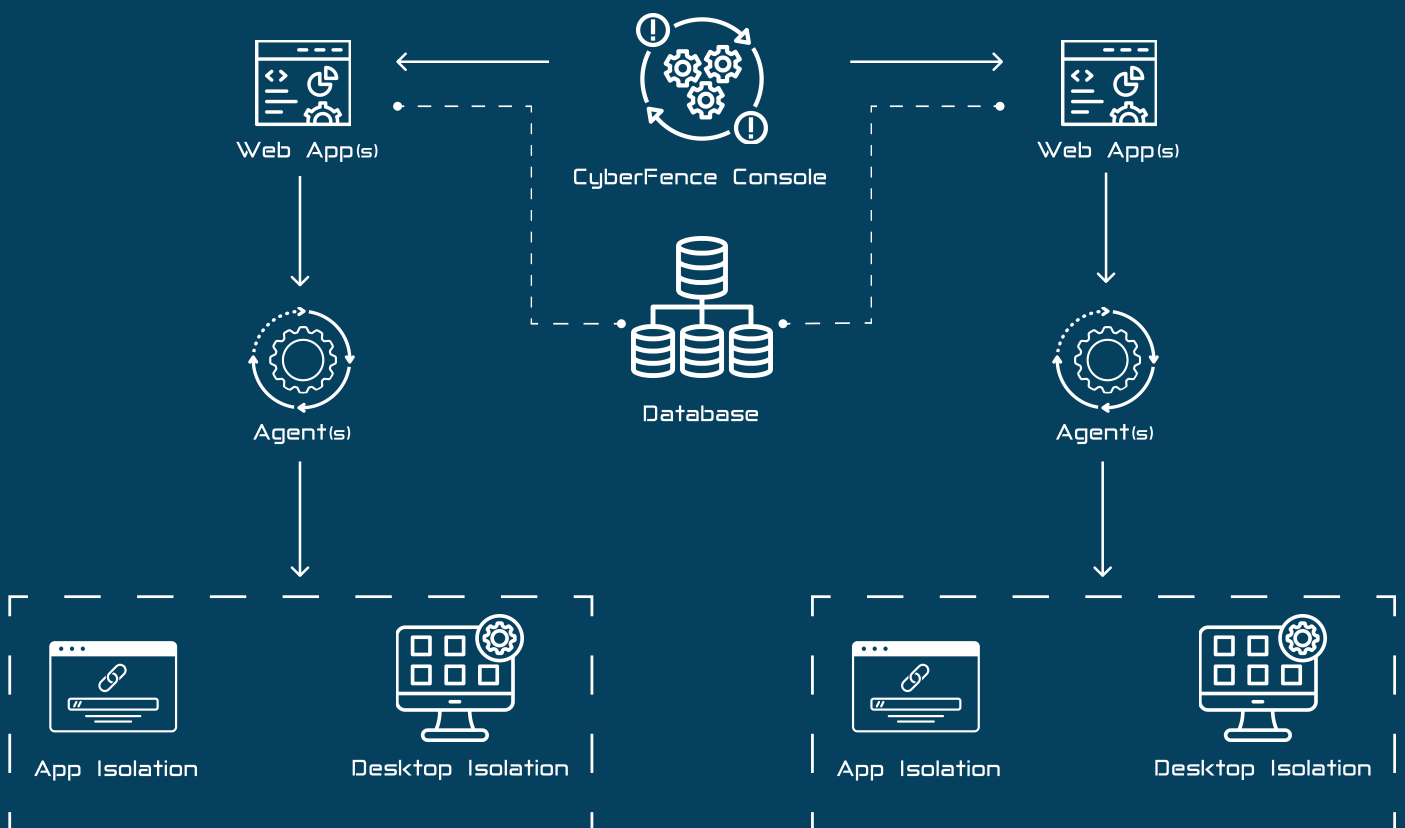 Web App(s)
Web App(s)
CyberFence Console
Database
Agent(s)
Agent(s)
App Isolation
Desktop Isolation
App Isolation
Desktop Isolation